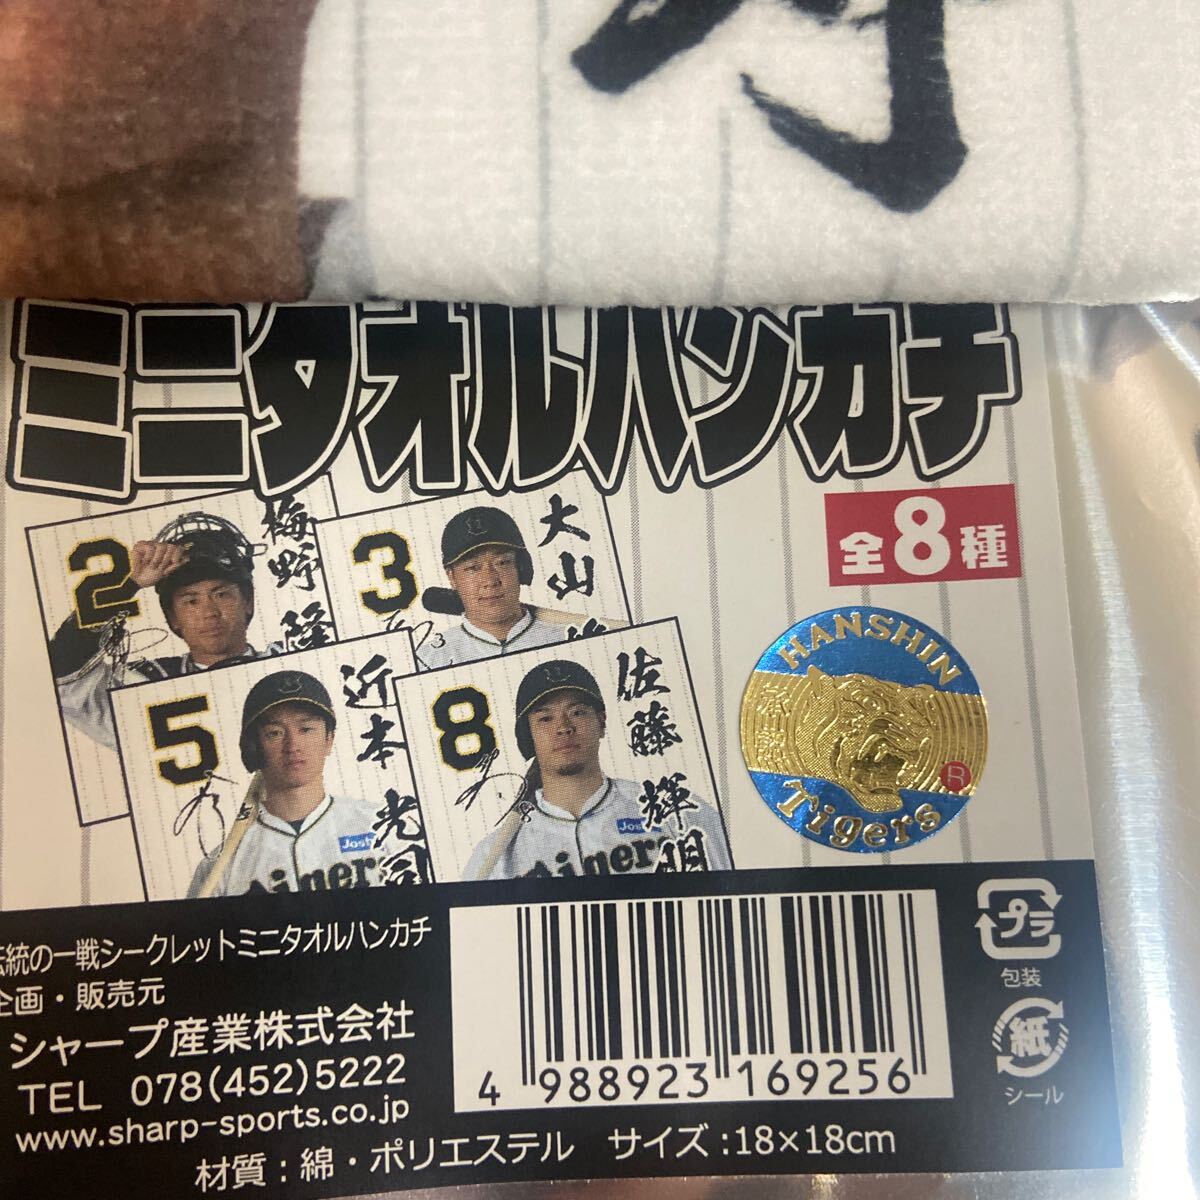 ミニタオルハンカチ
全8種
2
梅野 隆
3
大山
5
近本 光司
8
佐藤 輝明
HANSHIN
Tigers
R
Tigers
Tigers
統の一戦シークレットミニタオルハンカチ
企画・販売元
シャープ産業株式会社
TEL 078(452)5222
www.sharp-sports.co.jp
材質:綿・ポリエステル サイズ:18×18cm
4 988923 169256
プラ
包装
紙
シール